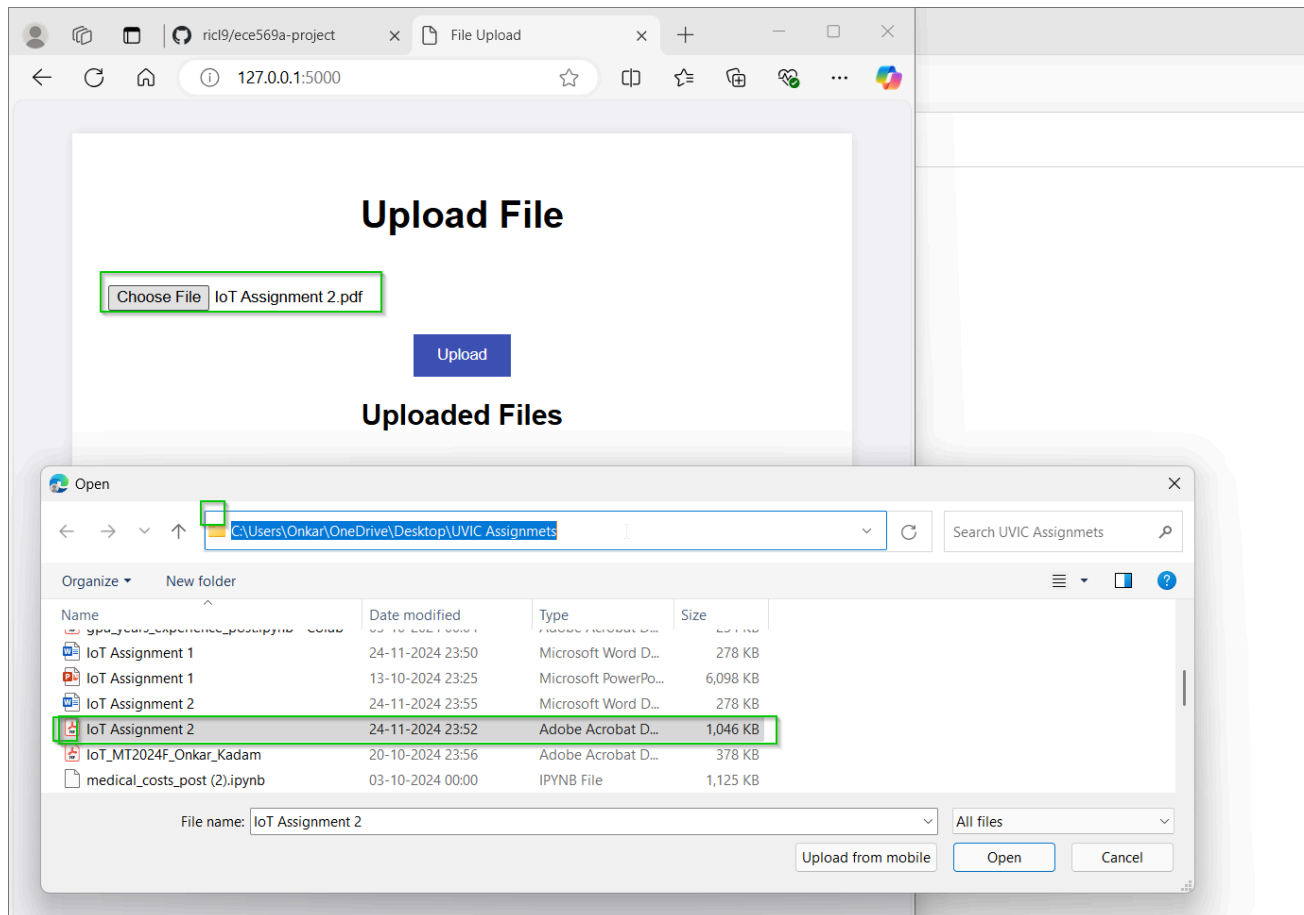 ricl9/ece569a-project
File Upload
127.0.0.1:5000
Upload File
Choose File IoT Assignment 2.pdf
Upload
Uploaded Files
Open
C:\Users\Onkar\OneDrive\Desktop\UVIC Assignmets
Search UVIC Assignmets
Organize New folder
Name Date modified Type Size
IoT Assignment 1 24-11-2024 23:50 Microsoft Word D... 278 KB
IoT Assignment 1 13-10-2024 23:25 Microsoft PowerPo... 6,098 KB
IoT Assignment 2 24-11-2024 23:55 Microsoft Word D... 278 KB
IoT Assignment 2 24-11-2024 23:52 Adobe Acrobat D... 1,046 KB
IoT_MT2024F_Onkar_Kadam 20-10-2024 23:56 Adobe Acrobat D... 378 KB
medical_costs_post (2).ipynb 03-10-2024 00:00 IPYNB File 1,125 KB
File name: IoT Assignment 2 All files
Upload from mobile Open Cancel